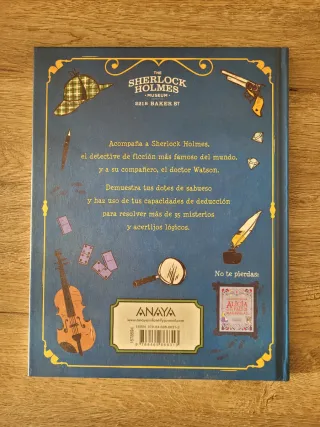 THE
SHERLOCK
HOLMES
MUSEUM
221B BAKER ST
Acompaña a Sherlock Holmes,
el detective de ficción más famoso del mundo,
y a su compañero, el doctor Watson.
Demuestra tus dotes de sabueso
y haz uso de tus capacidades de deducción
para resolver más de 35 misterios
y acertijos lógicos.
No te pierdas:
ALICIA
ANAYA